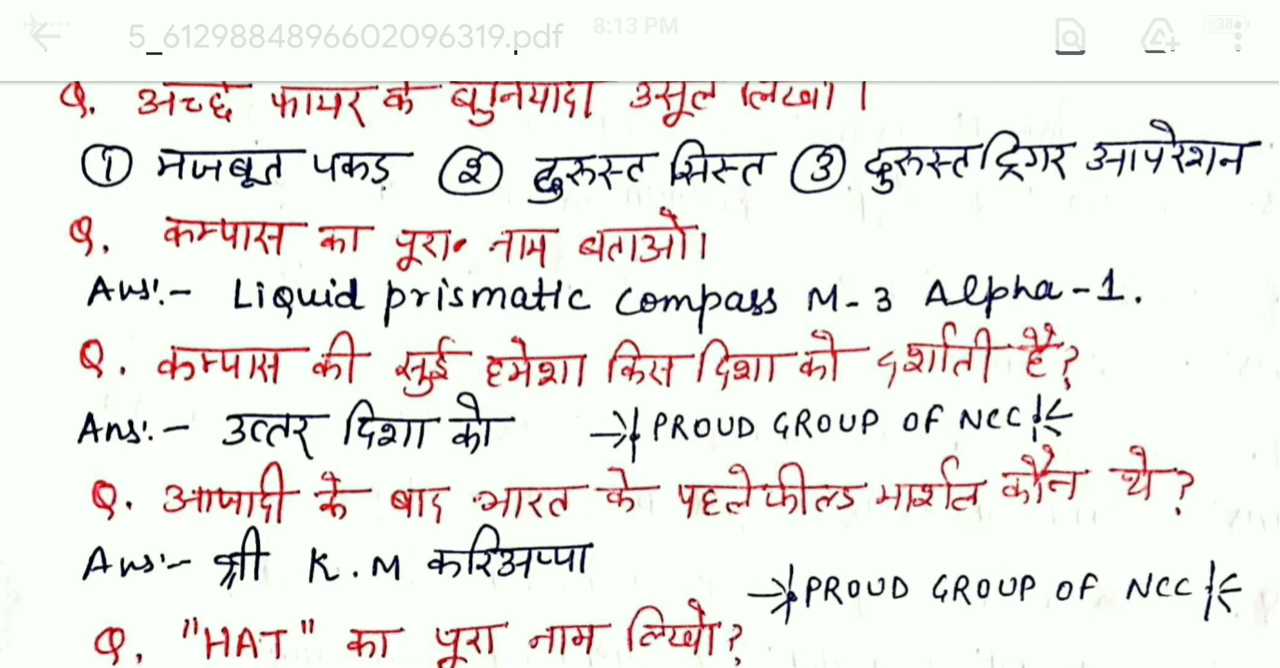 5_6129884896602096319.pdf 8:13 PM 38
Q. अच्छे फायर के बुनियादी उसूल लिखो।
① मजबूत पकड़ ② दुरुस्त सिस्त ③ दुरुस्त ट्रिगर आपरेशन
Q. कम्पास का पूरा नाम बताओ।
Ans:- Liquid prismatic compass M-3 Alpha-1.
Q. कम्पास की सुई हमेशा किस दिशा को दर्शाती है?
Ans:- उत्तर दिशा को PROUD GROUP OF NCC
Q. आजादी के बाद भारत के पहले फील्ड मार्शल कौन थे?
Ans:- श्री K.M करिअप्पा
PROUD GROUP OF NCC
Q. "HAT" का पूरा नाम लिखो?